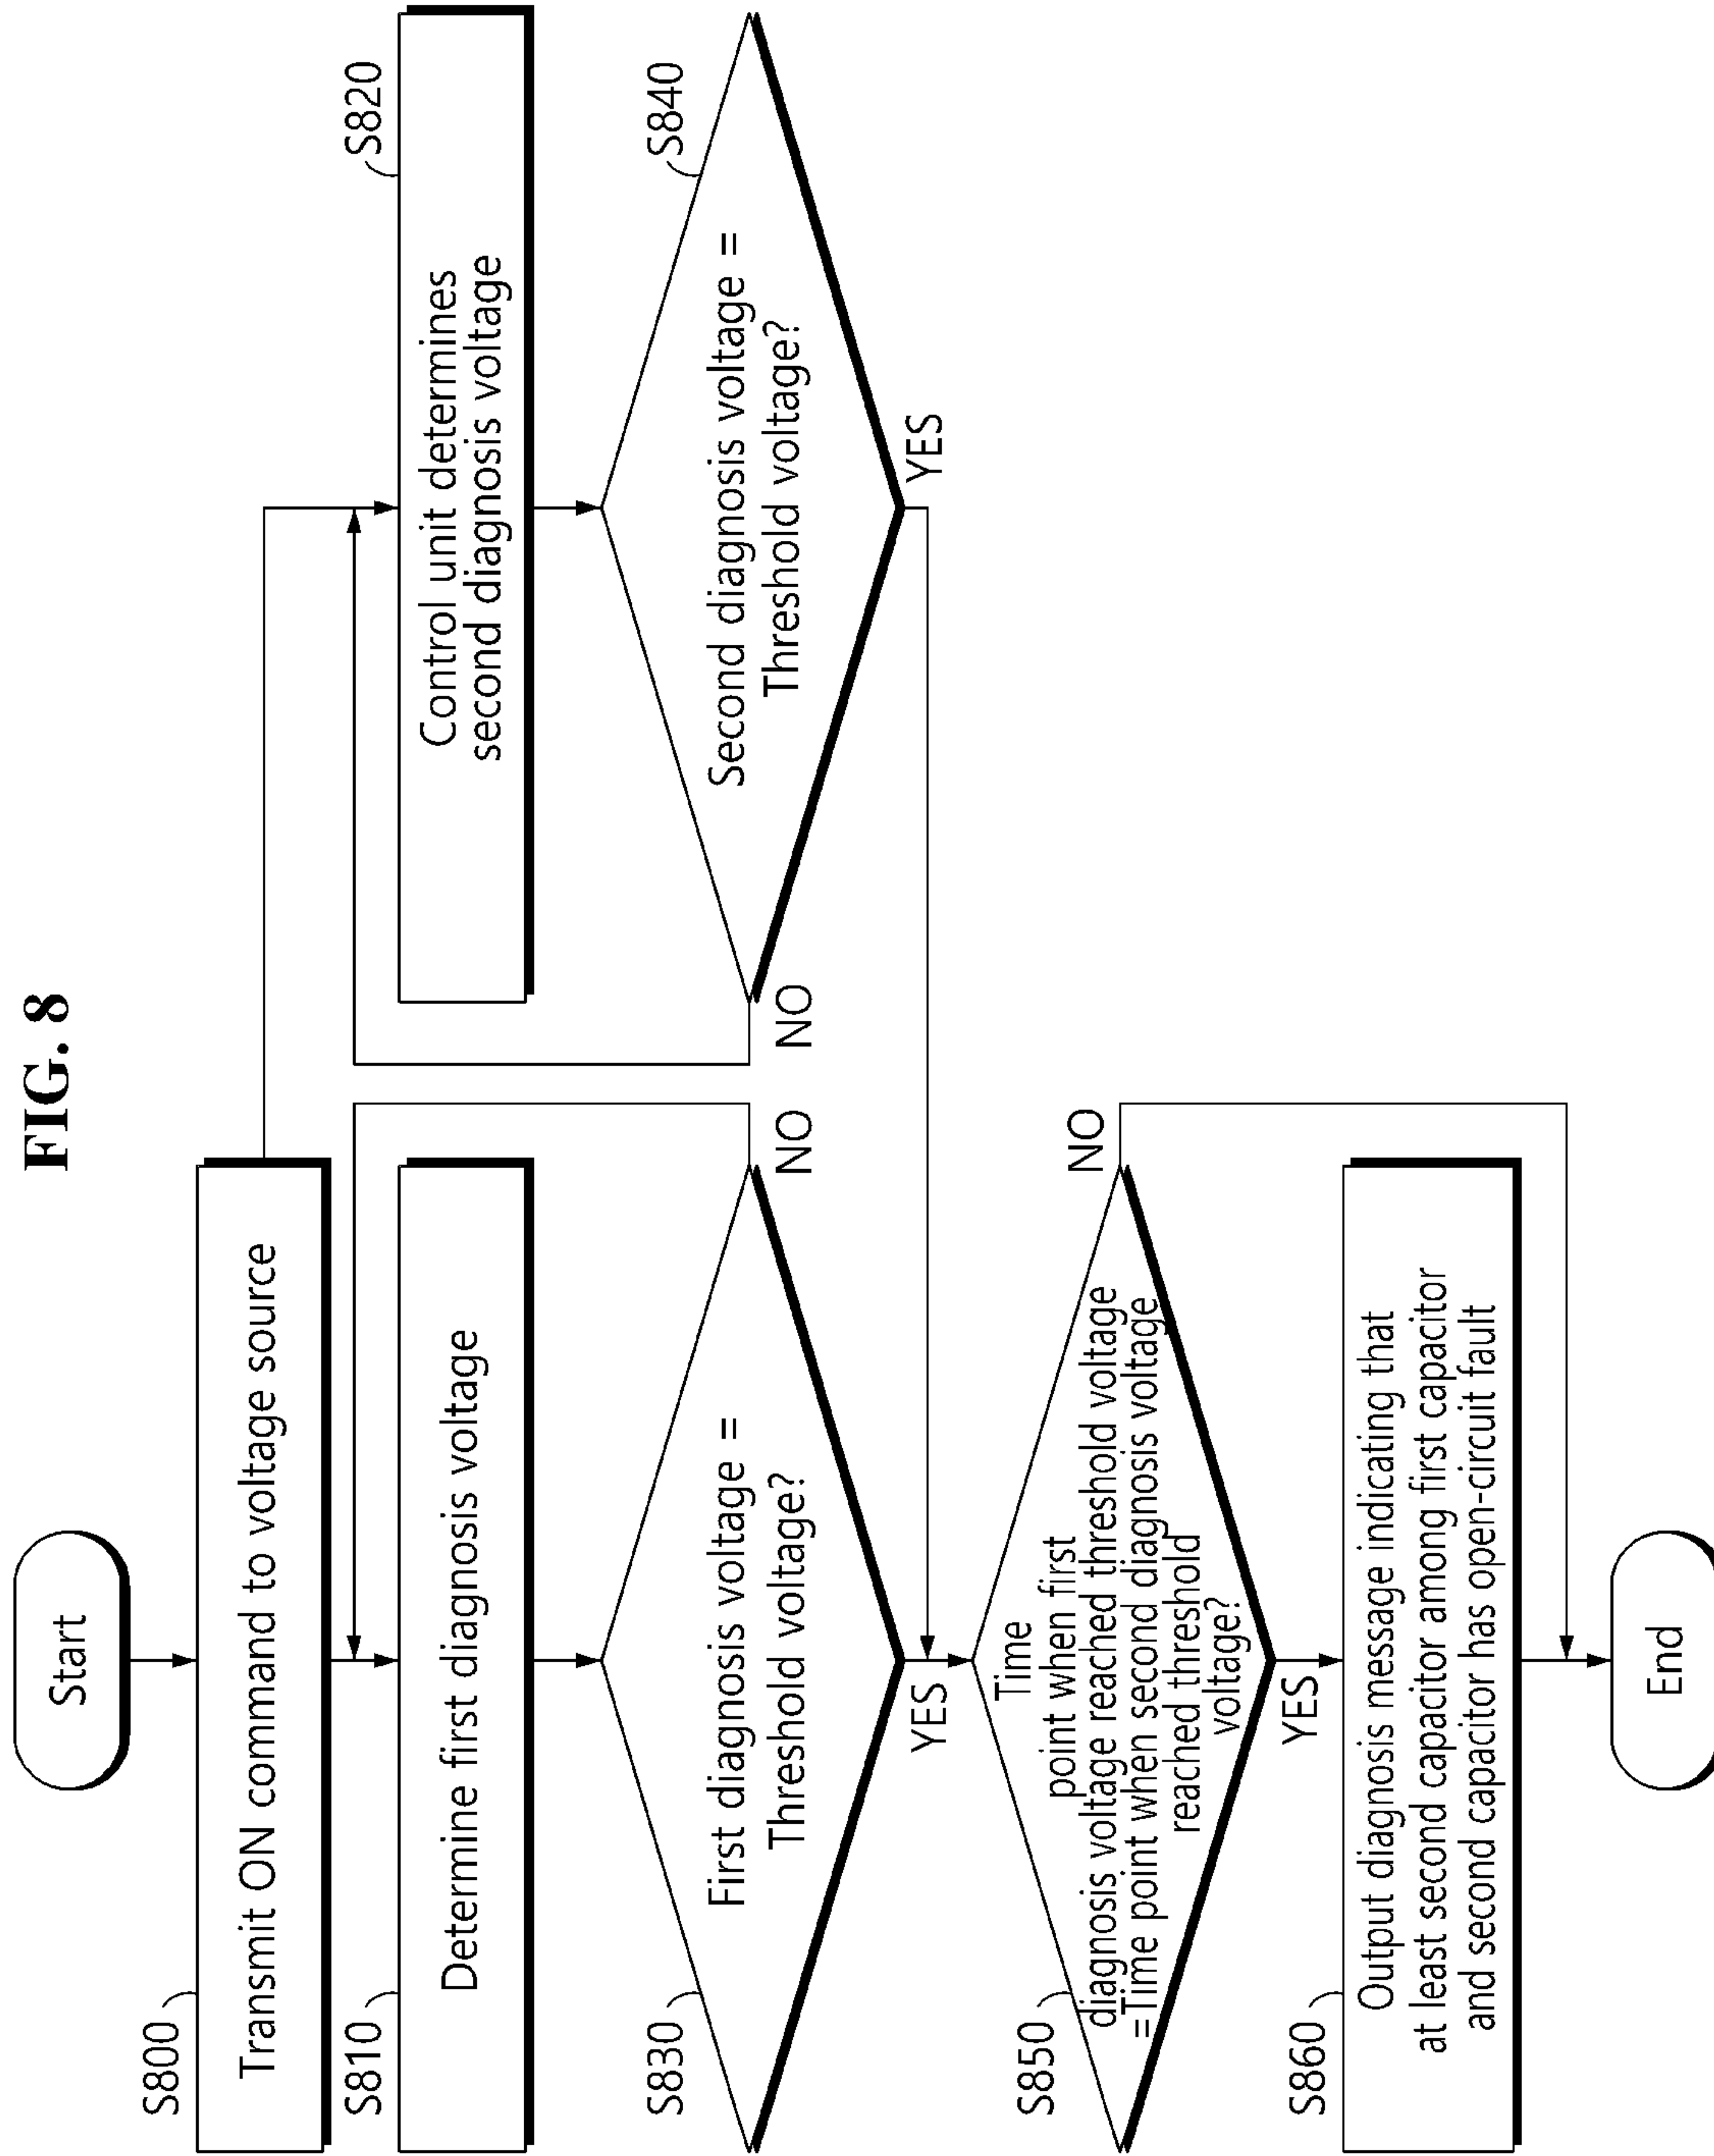 FIG. 8
Start
S800
Transmit ON command to voltage source
S810
Determine first diagnosis voltage
S820
Control unit determines
second diagnosis voltage
S830
First diagnosis voltage =
Threshold voltage?
NO
YES
S840
Second diagnosis voltage =
Threshold voltage?
NO
YES
S850
Time
point when first
diagnosis voltage reached threshold voltage
= Time point when second diagnosis voltage
reached threshold
voltage?
NO
YES
S860
Output diagnosis message indicating that
at least second capacitor among first capacitor
and second capacitor has open-circuit fault
End